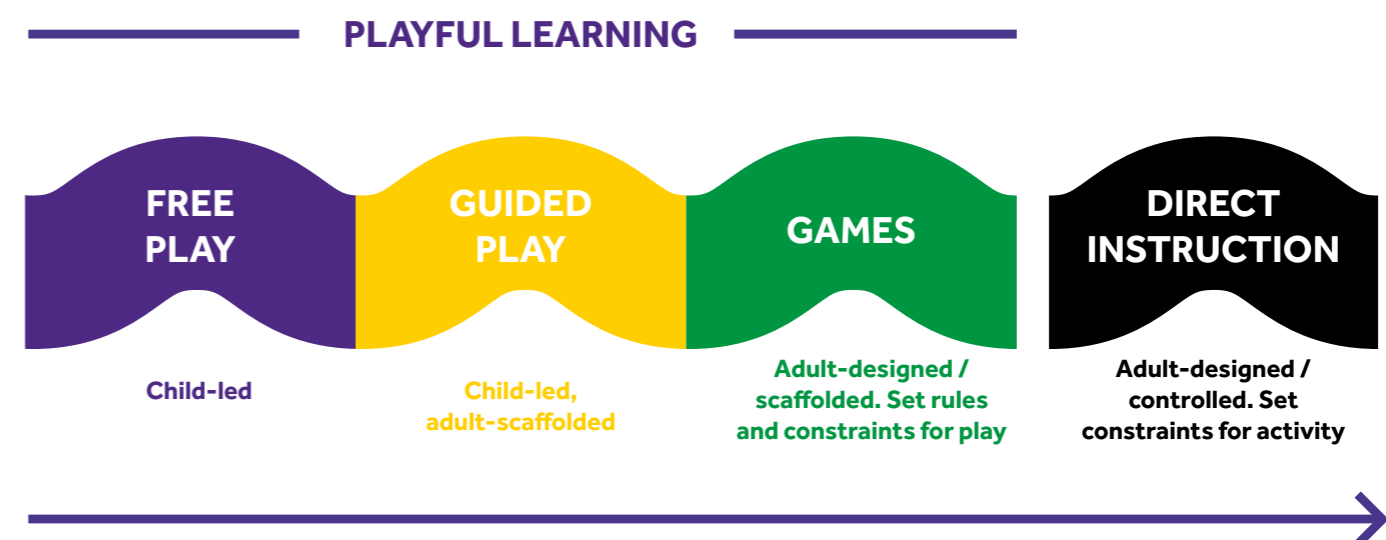 PLAYFUL LEARNING
FREE
PLAY
Child-led
GUIDED
PLAY
Child-led,
adult-scaffolded
GAMES
Adult-designed /
scaffolded. Set rules
and constraints for play
DIRECT
INSTRUCTION
Adult-designed /
controlled. Set
constraints for activity